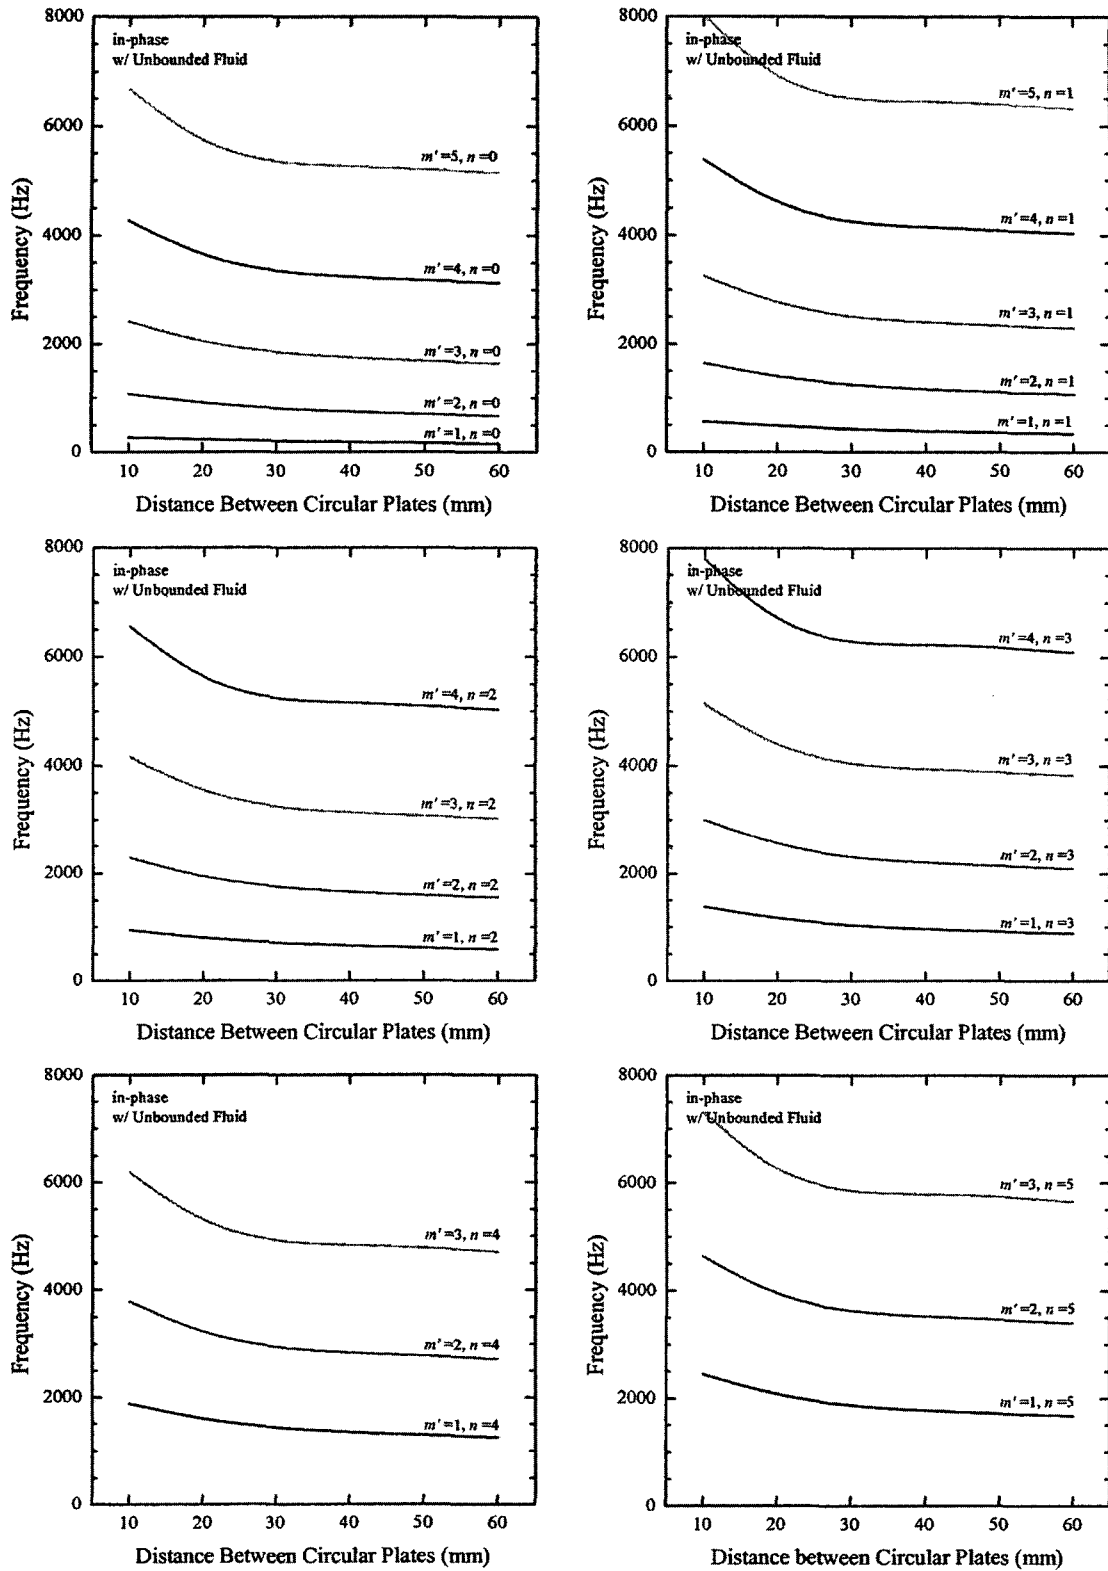 8000
6000
4000
2000
0
Frequency (Hz)
in-phase
w/ Unbounded Fluid
m'=5, n=0
m'=4, n=0
m'=3, n=0
m'=2, n=0
m'=1, n=0
10 20 30 40 50 60
Distance Between Circular Plates (mm)
8000
6000
4000
2000
0
Frequency (Hz)
in-phase
w/ Unbounded Fluid
m'=5, n=1
m'=4, n=1
m'=3, n=1
m'=2, n=1
m'=1, n=1
10 20 30 40 50 60
Distance Between Circular Plates (mm)
8000
6000
4000
2000
0
Frequency (Hz)
in-phase
w/ Unbounded Fluid
m'=4, n=2
m'=3, n=2
m'=2, n=2
m'=1, n=2
10 20 30 40 50 60
Distance Between Circular Plates (mm)
8000
6000
4000
2000
0
Frequency (Hz)
in-phase
w/ Unbounded Fluid
m'=4, n=3
m'=3, n=3
m'=2, n=3
m'=1, n=3
10 20 30 40 50 60
Distance Between Circular Plates (mm)
8000
6000
4000
2000
0
Frequency (Hz)
in-phase
w/ Unbounded Fluid
m'=3, n=4
m'=2, n=4
m'=1, n=4
10 20 30 40 50 60
Distance Between Circular Plates (mm)
8000
6000
4000
2000
0
Frequency (Hz)
in-phase
w/ Unbounded Fluid
m'=3, n=5
m'=2, n=5
m'=1, n=5
10 20 30 40 50 60
Distance between Circular Plates (mm)